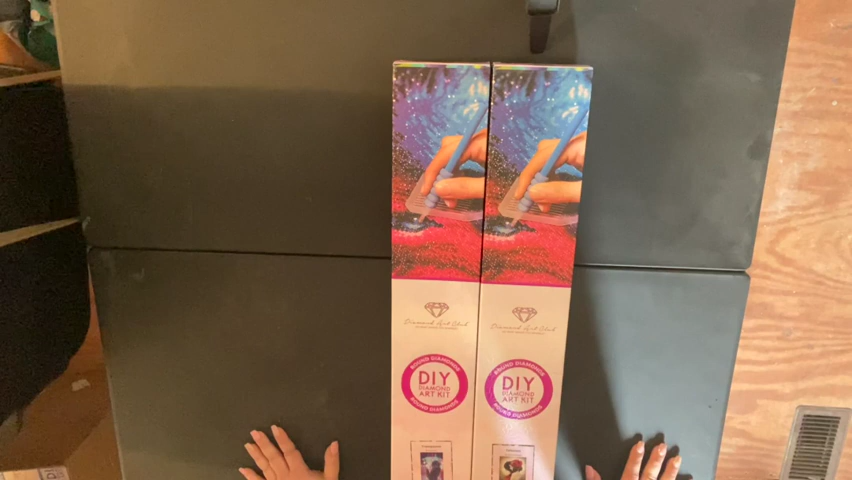 Diamond Art Club
ROUND DIAMONDS
DIY
DIAMOND
ART KIT
ROUND DIAMONDS
Diamond Art Club
ROUND DIAMONDS
DIY
DIAMOND
ART KIT
ROUND DIAMONDS